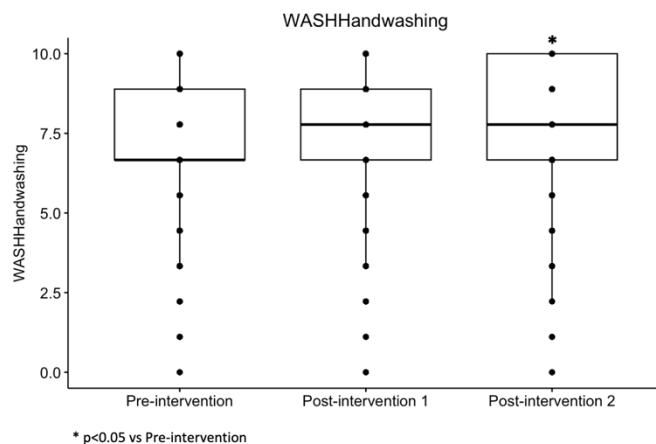 WASHHandwashing
*
10.0
7.5
5.0
2.5
0.0
WASHHandwashing
Pre-intervention Post-intervention 1 Post-intervention 2
* p<0.05 vs Pre-intervention